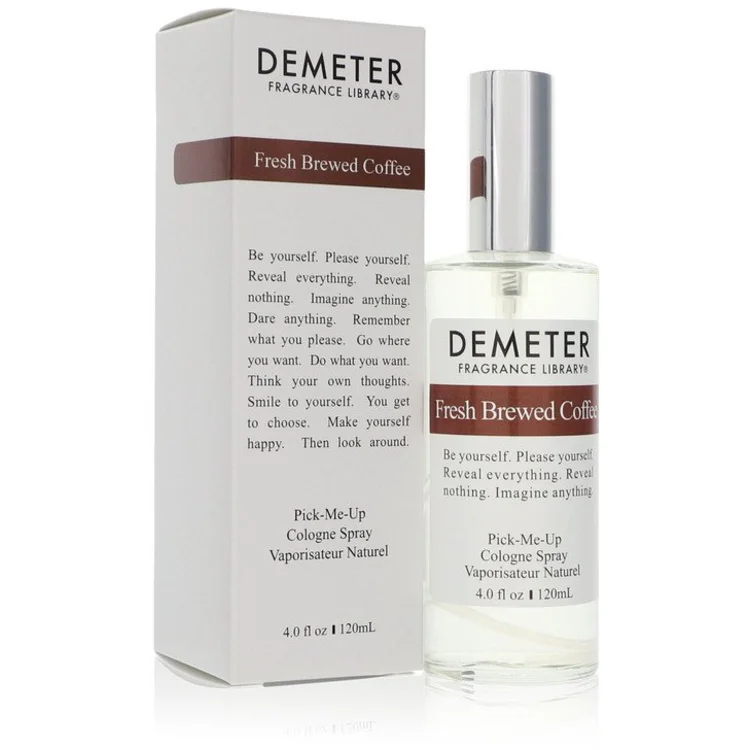 DEMETER
FRAGRANCE LIBRARY®
Fresh Brewed Coffee
Be yourself. Please yourself.
Reveal everything. Reveal
nothing. Imagine anything.
Dare anything. Remember
what you please. Go where
you want. Do what you want.
Think your own thoughts.
Smile to yourself. You get
to choose. Make yourself
happy. Then look around.
Pick-Me-Up
Cologne Spray
Vaporisateur Naturel
4.0 fl oz 120mL
DEMETER
FRAGRANCE LIBRARY®
Fresh Brewed Coffee
Be yourself. Please yourself.
Reveal everything. Reveal
nothing. Imagine anything.
Pick-Me-Up
Cologne Spray
Vaporisateur Naturel
4.0 fl oz 120mL